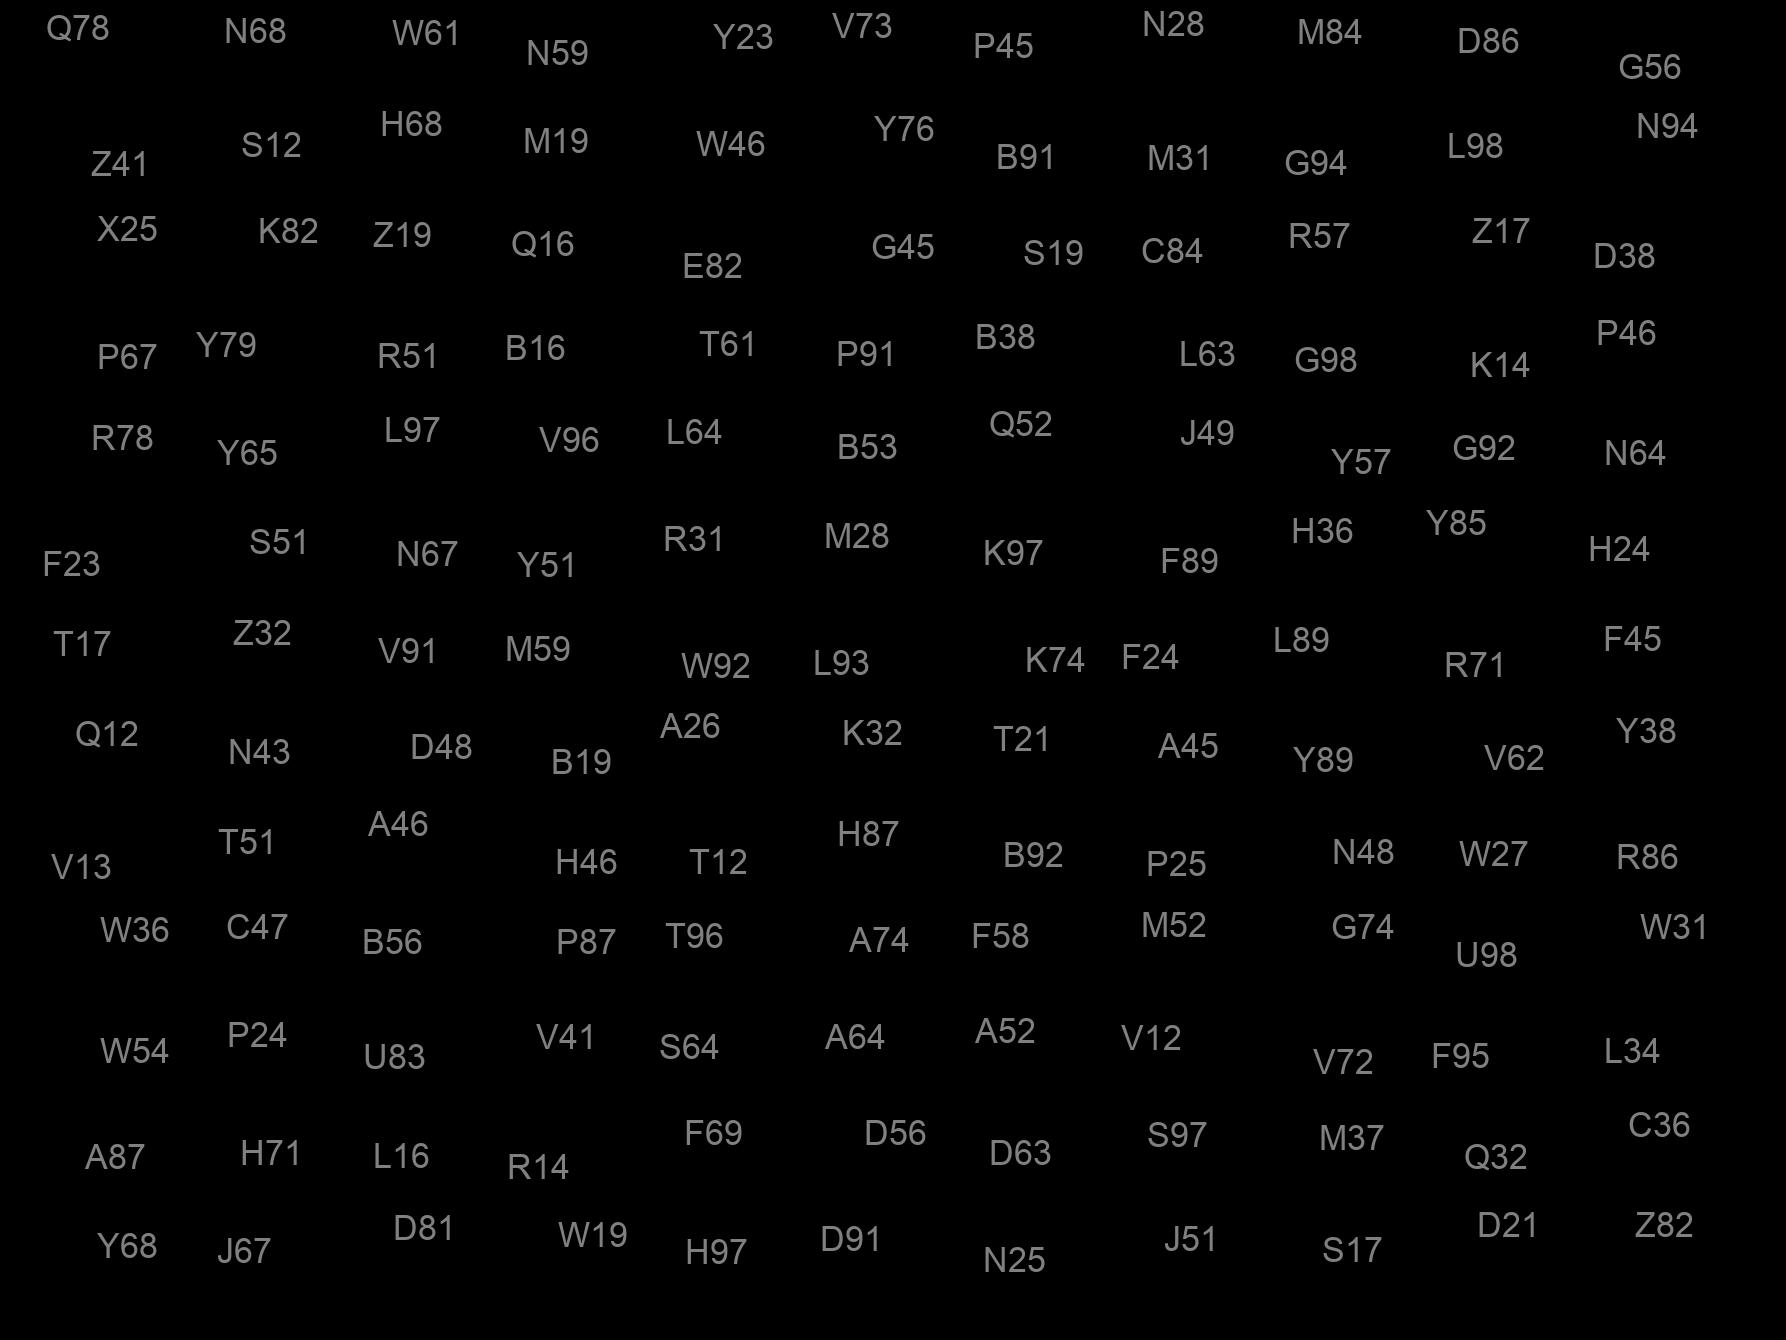 Q78 N68 W61 N59 Y23 V73 P45 N28 M84 D86 G56
Z41 S12 H68 M19 W46 Y76 B91 M31 G94 L98 N94
X25 K82 Z19 Q16 E82 G45 S19 C84 R57 Z17 D38
P67 Y79 R51 B16 T61 P91 B38 L63 G98 K14 P46
R78 Y65 L97 V96 L64 B53 Q52 J49 Y57 G92 N64
F23 S51 N67 Y51 R31 M28 K97 F89 H36 Y85 H24
T17 Z32 V91 M59 W92 L93 K74 F24 L89 R71 F45
Q12 N43 D48 B19 A26 K32 T21 A45 Y89 V62 Y38
V13 T51 A46 H46 T12 H87 B92 P25 N48 W27 R86
W36 C47 B56 P87 T96 A74 F58 M52 G74 U98 W31
W54 P24 U83 V41 S64 A64 A52 V12 V72 F95 L34
A87 H71 L16 R14 F69 D56 D63 S97 M37 Q32 C36
Y68 J67 D81 W19 H97 D91 N25 J51 S17 D21 Z82